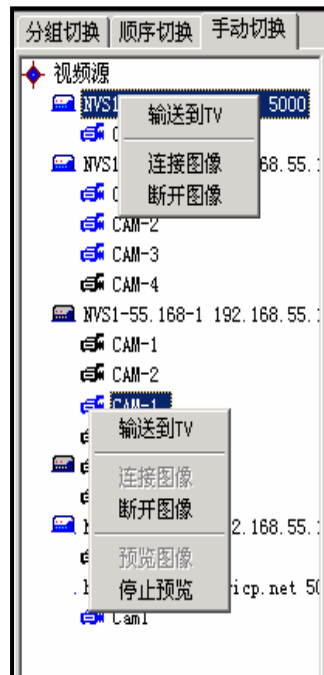 分组切换 顺序切换 手动切换
视频源
NVS1 5000
输送到TV
NVS1 68.55.
连接图像
断开图像
CAM-2
CAM-3
CAM-4
NVS1-55.168-1 192.168.55.
CAM-1
CAM-2
CAM-1
输送到TV
连接图像
断开图像
2.168.55.
预览图像
停止预览 icp.net 50
Cam1